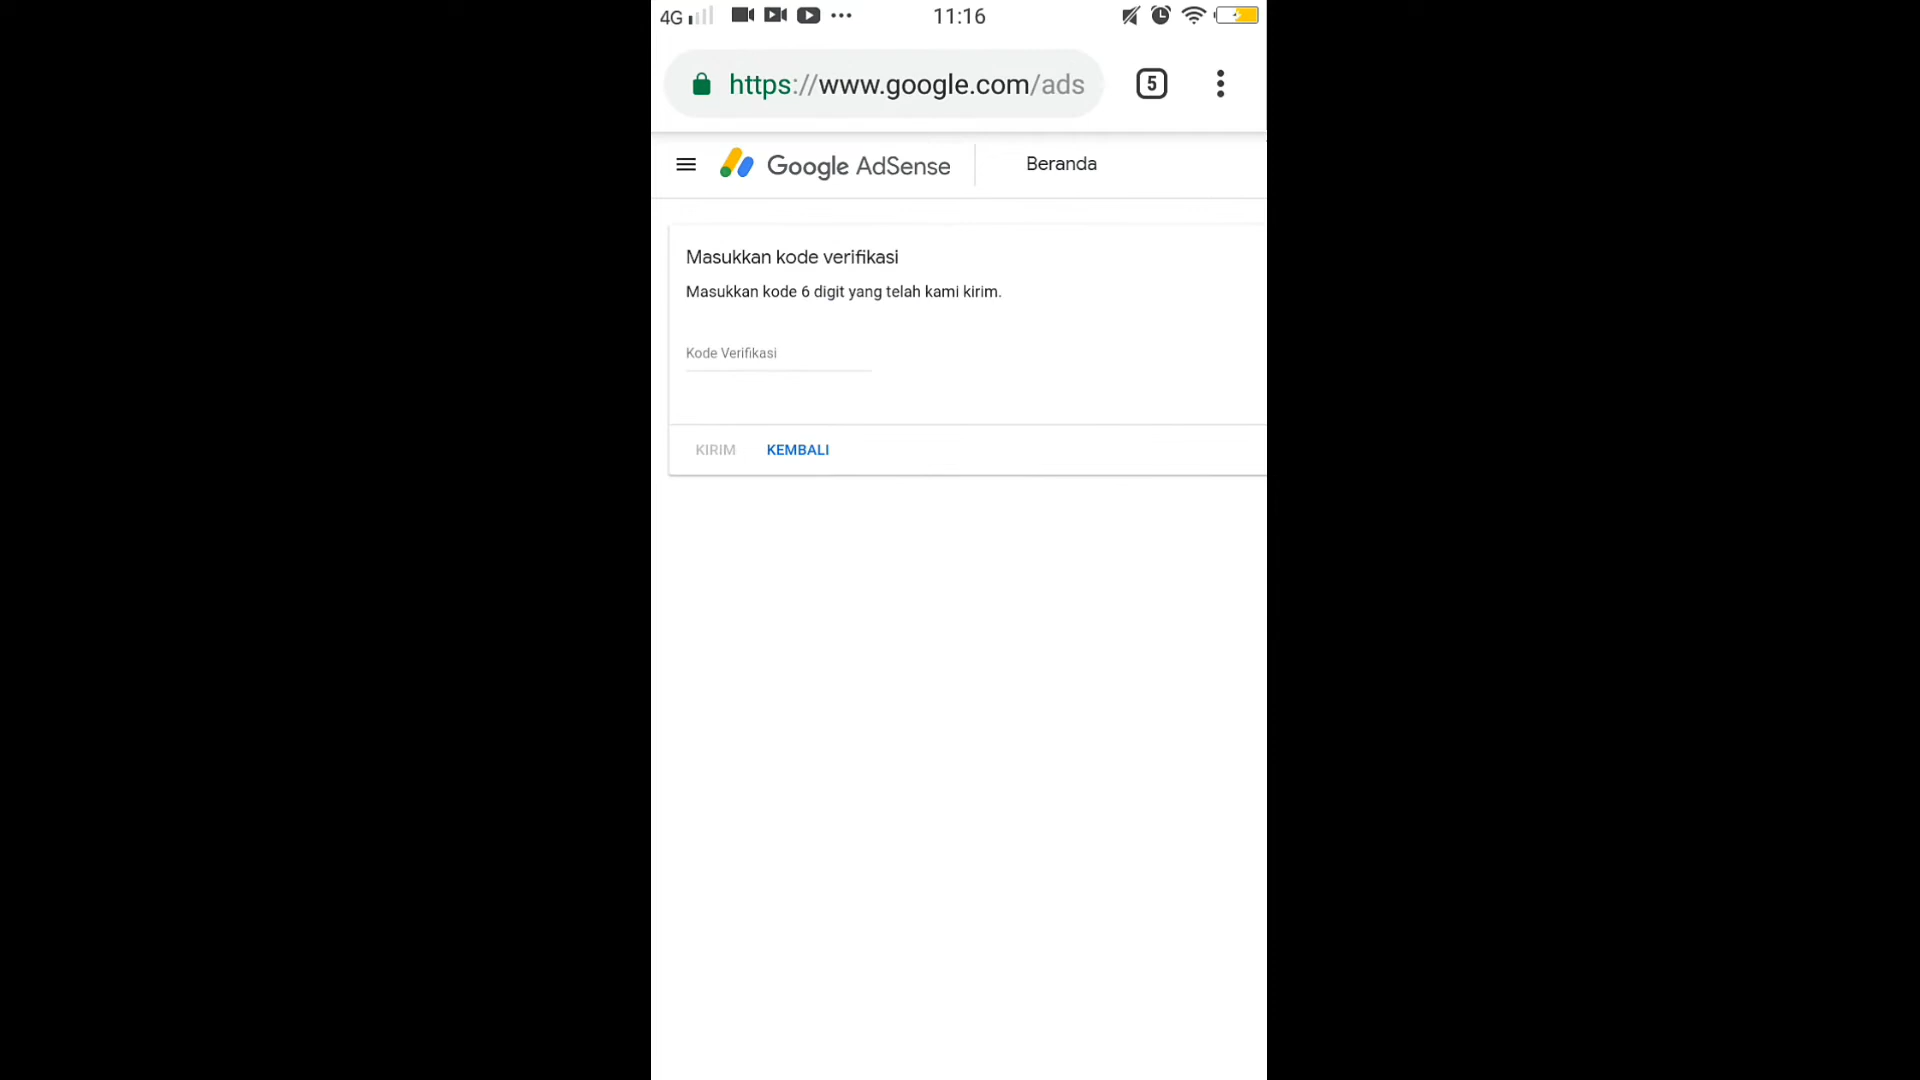 4G 11:16
https://www.google.com/ads 5
Google AdSense Beranda
Masukkan kode verifikasi
Masukkan kode 6 digit yang telah kami kirim.
Kode Verifikasi
KIRIM KEMBALI